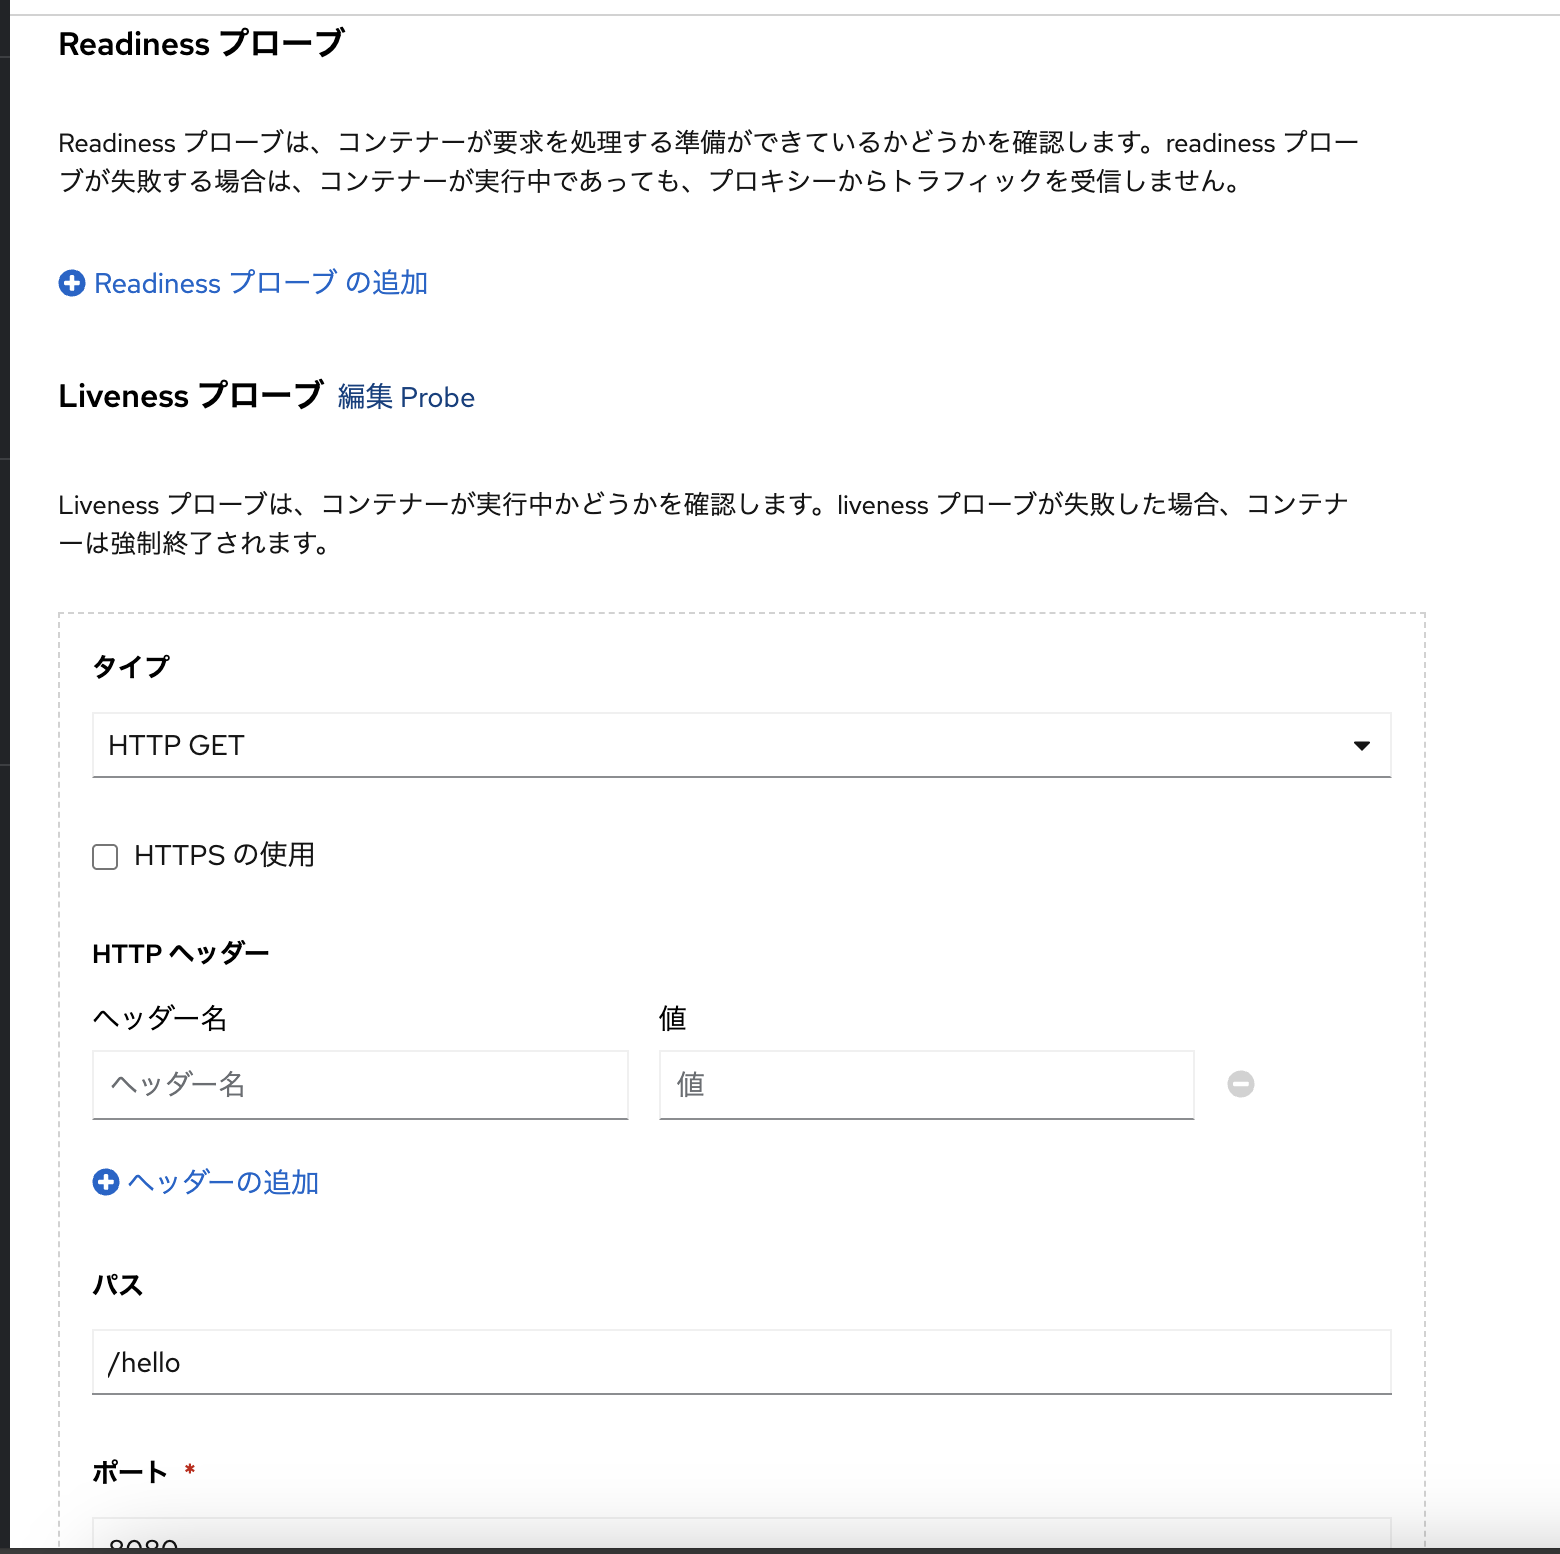 Readiness プローブ
Readiness プローブは、コンテナーが要求を処理する準備ができているかどうかを確認します。readiness プロー
ブが失敗する場合は、コンテナーが実行中であっても、プロキシーからトラフィックを受信しません。
Readiness プローブ の追加
Liveness プローブ 編集 Probe
Liveness プローブは、コンテナーが実行中かどうかを確認します。liveness プローブが失敗した場合、コンテナ
ーは強制終了されます。
タイプ
HTTP GET
HTTPS の使用
HTTP ヘッダー
ヘッダー名 値
ヘッダー名 値
ヘッダーの追加
パス
/hello
ポート *
8080